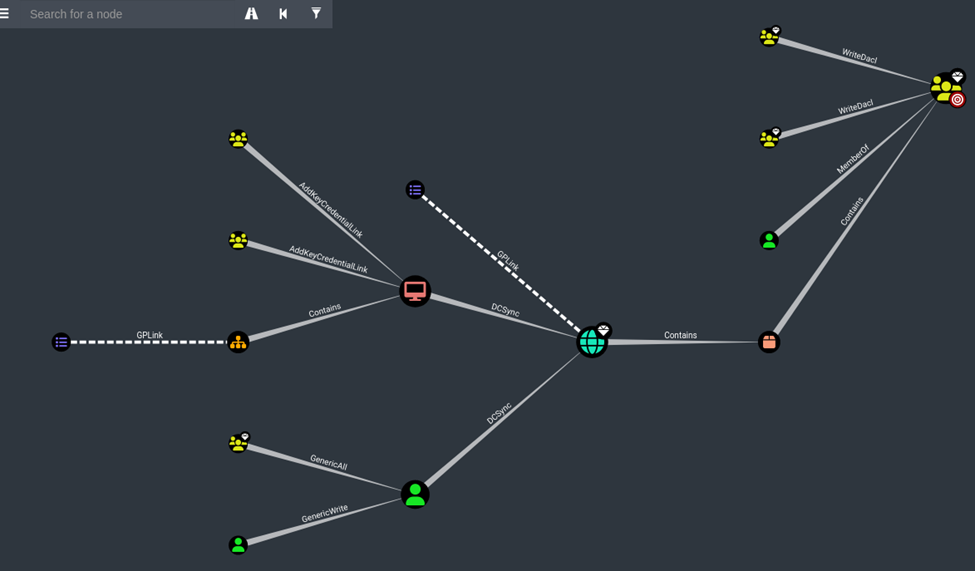 Search for a node
WriteDacl
WriteDacl
MemberOf
Contains
AddKeyCredentialLink
AddKeyCredentialLink
GPLink
DCSync
Contains
GPLink
Contains
DCSync
GenericAll
GenericWrite